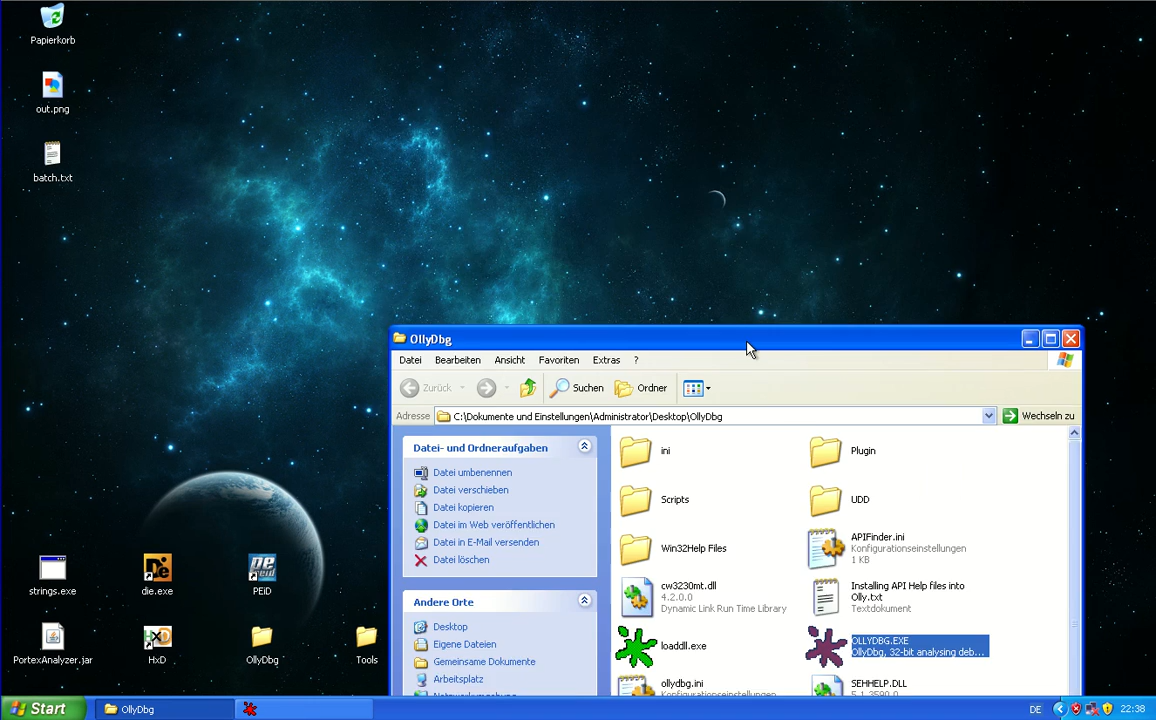 Papierkorb
out.png
batch.txt
OllyDbg
Datei Bearbeiten Ansicht Favoriten Extras ?
Zurück Suchen Ordner
Adresse C:\Dokumente und Einstellungen\Administrator\Desktop\OllyDbg Wechseln zu
Datei- und Ordneraufgaben
Datei umbenennen
Datei verschieben
Datei kopieren
Datei im Web veröffentlichen
Datei in E-Mail versenden
Datei löschen
Andere Orte
Desktop
Eigene Dateien
Gemeinsame Dokumente
Arbeitsplatz
Netzwerkumgebung
ini
Plugin
Scripts
UDD
Win32Help Files
APIFinder.ini
Konfigurationseinstellungen
1 KB
cw3230mt.dll
4.2.0.0
Dynamic Link Run Time Library
Installing API Help files into
Olly.txt
Textdokument
loaddll.exe
OLLYDBG.EXE
OllyDbg, 32-bit analysing deb...
ollydbg.ini
Konfigurationseinstellungen
SEHHELP.DLL
5.1.3590.0
strings.exe
die.exe
PEiD
PortexAnalyzer.jar
HxD
OllyDbg
Tools
Start
OllyDbg
DE
22:38